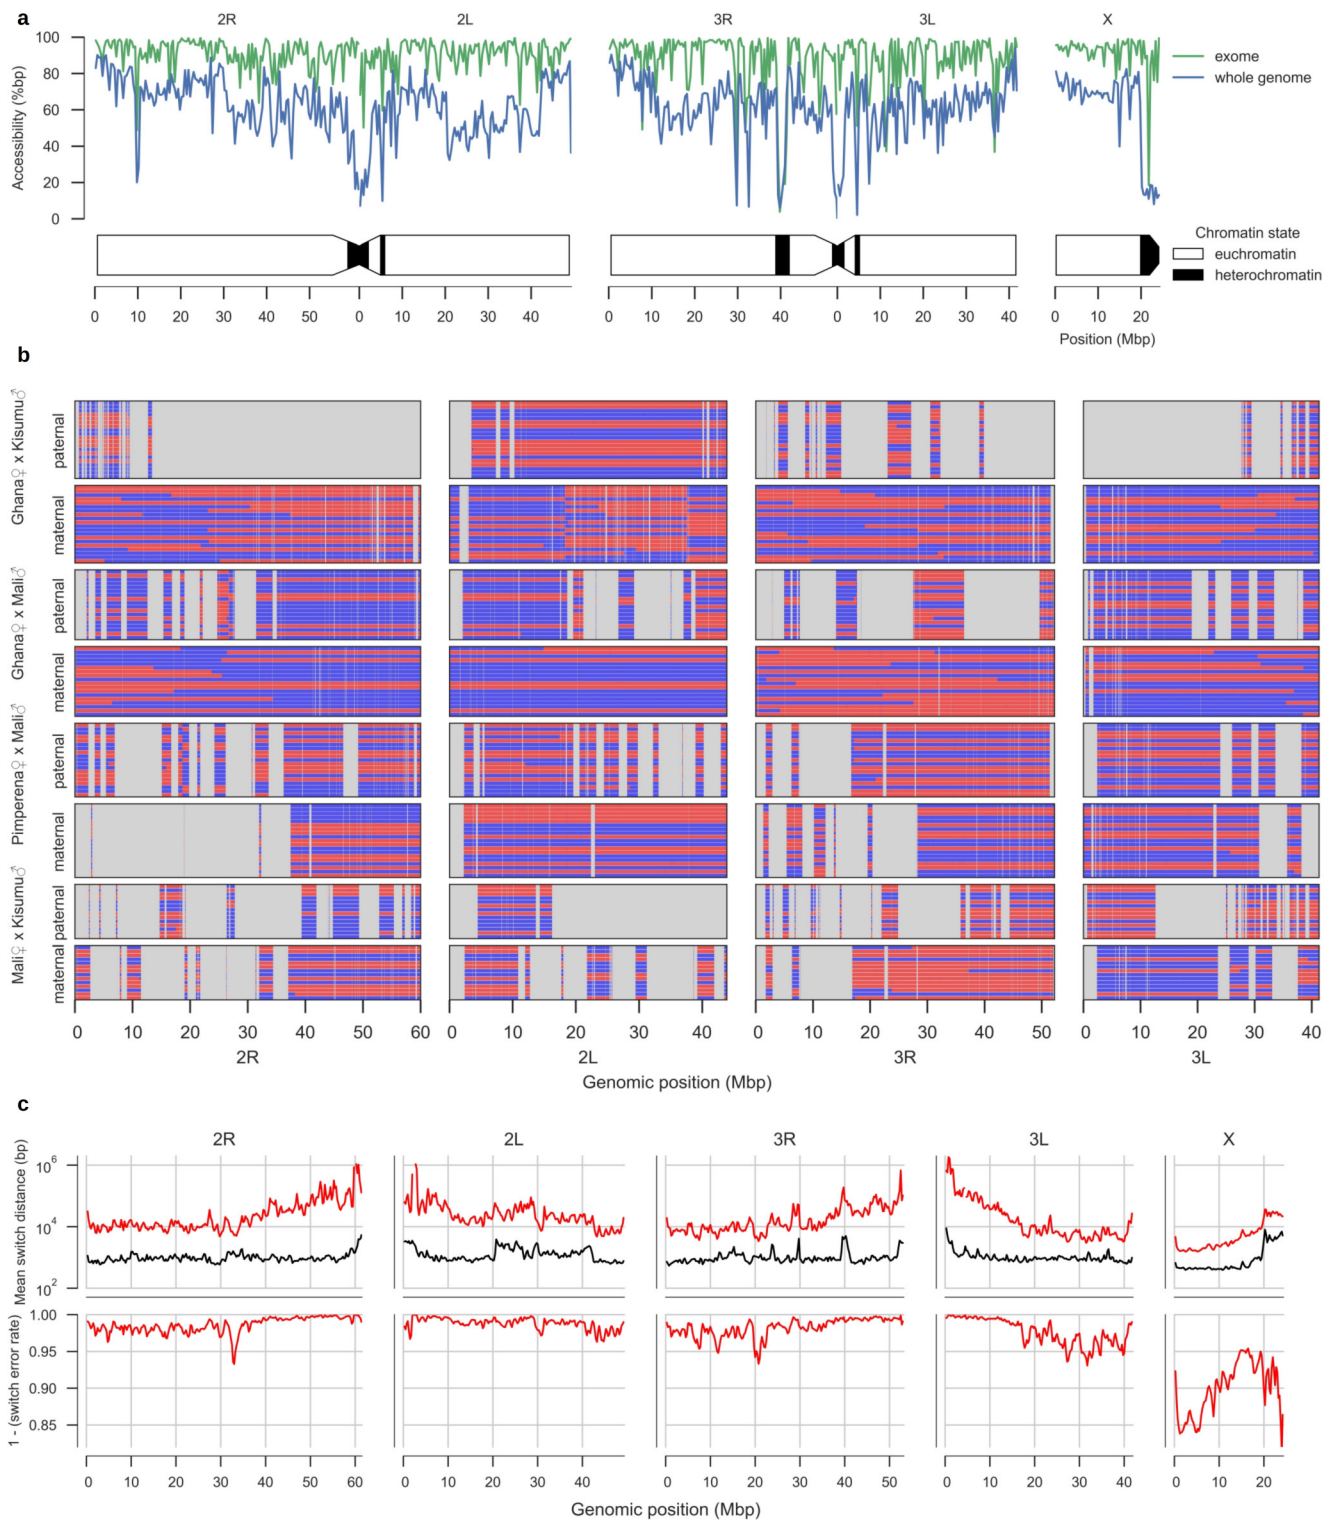 a
2R 2L 3R 3L X
Accessibility (%bp)
100
80
60
40
20
0
exome
whole genome
Chromatin state
euchromatin
heterochromatin
0 10 20 30 40 50 0 10 20 30 40
0 10 20 30 40 0 10 20 30 40
0 10 20
Position (Mbp)
b
Ghana♀ x Kisumu♂
paternal
maternal
Ghana♀ x Mali♂
paternal
maternal
Pimperena♀ x Mali♂
paternal
maternal
Mali♀ x Kisumu♂
paternal
maternal
0 10 20 30 40 50 60
0 10 20 30 40
0 10 20 30 40 50
0 10 20 30 40
2R 2L 3R 3L
Genomic position (Mbp)
c
2R 2L 3R 3L X
Mean switch distance (bp)
10⁶
10⁴
10²
1 - (switch error rate)
1.00
0.95
0.90
0.85
0 10 20 30 40 50 60
0 10 20 30 40
0 10 20 30 40 50
0 10 20 30 40
0 10 20
Genomic position (Mbp)